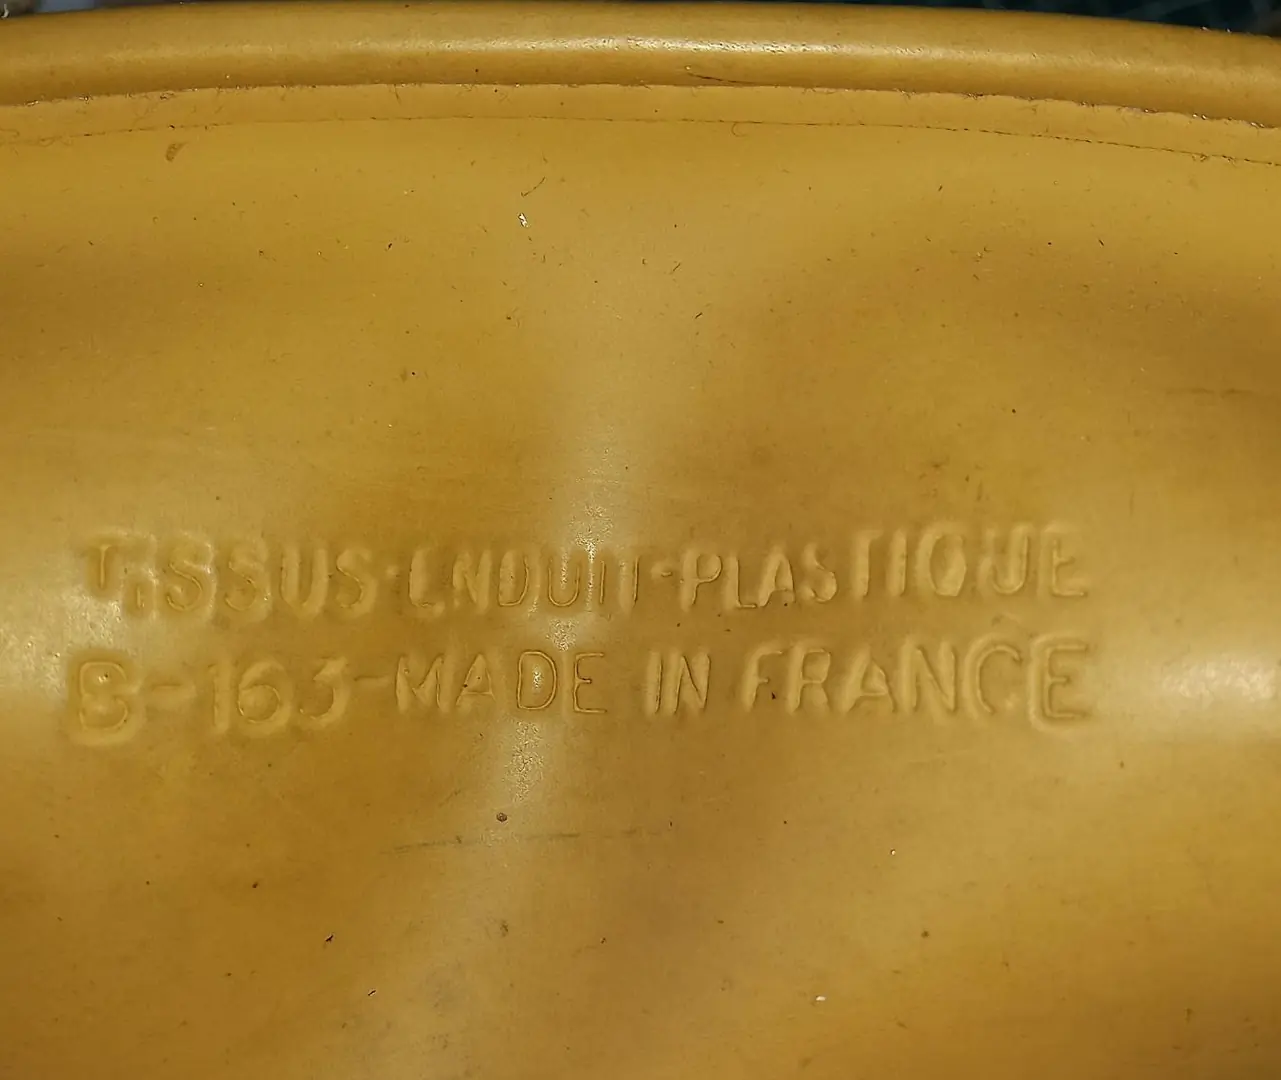 TISSUS-ENDUIT-PLASTIQUE
B-163-MADE IN FRANCE